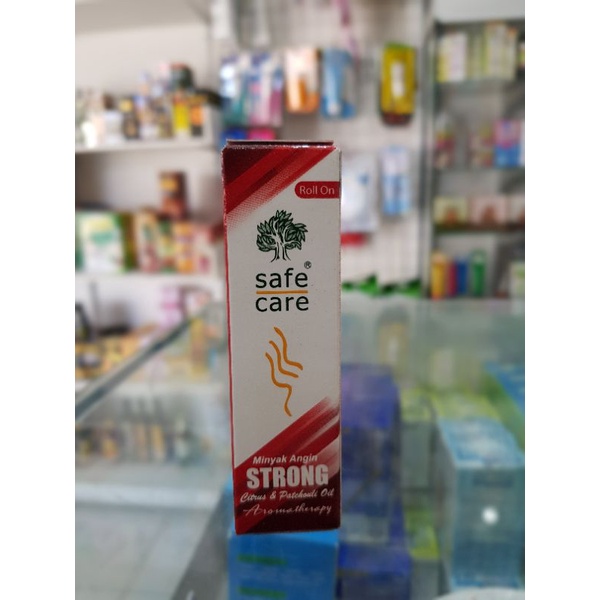 Roll On
safe ®
care
Minyak Angin
STRONG
Citrus & Patchouli Oil
Aromatherapy